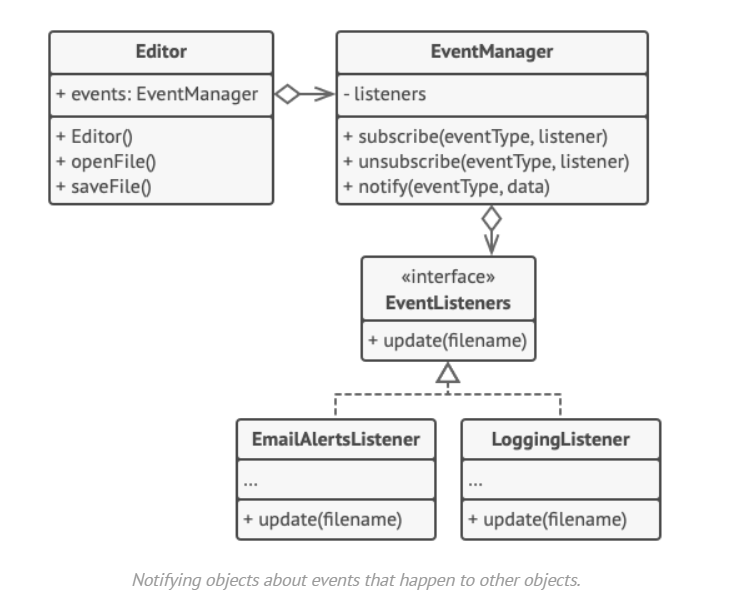 Editor
+ events: EventManager
+ Editor()
+ openFile()
+ saveFile()
EventManager
- listeners
+ subscribe(eventType, listener)
+ unsubscribe(eventType, listener)
+ notify(eventType, data)
«interface»
EventListeners
+ update(filename)
EmailAlertsListener
...
+ update(filename)
LoggingListener
...
+ update(filename)
Notifying objects about events that happen to other objects.